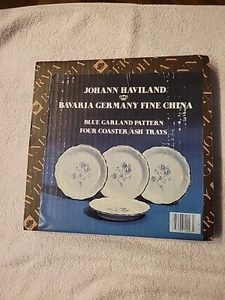 JOHANN HAVILAND
BAVARIA GERMANY FINE CHINA
BLUE GARLAND PATTERN
FOUR COASTER/ASH TRAYS